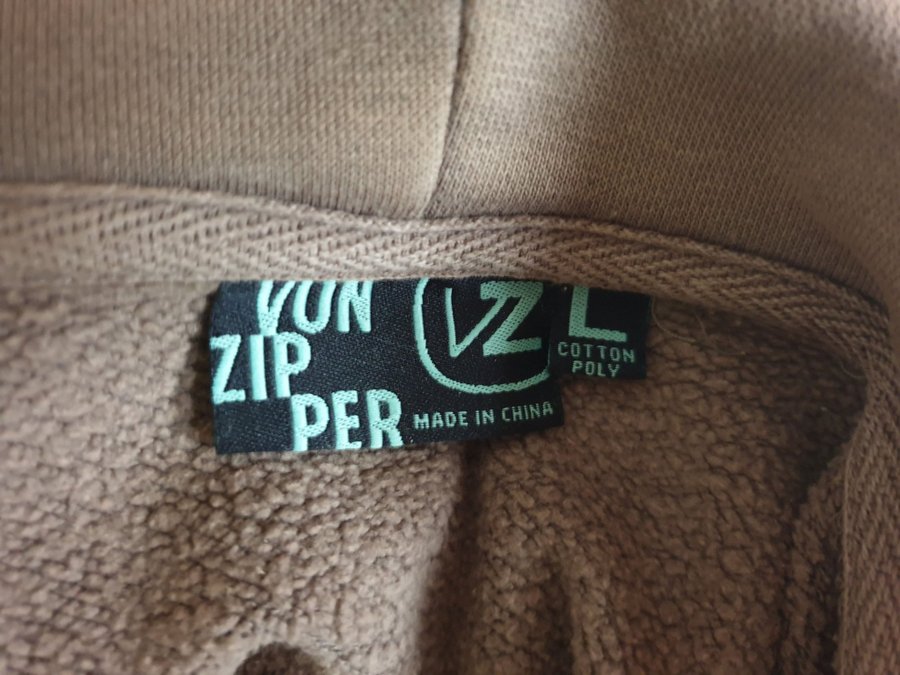 VON
ZIP
PER
VZ
MADE IN CHINA
L
COTTON
POLY